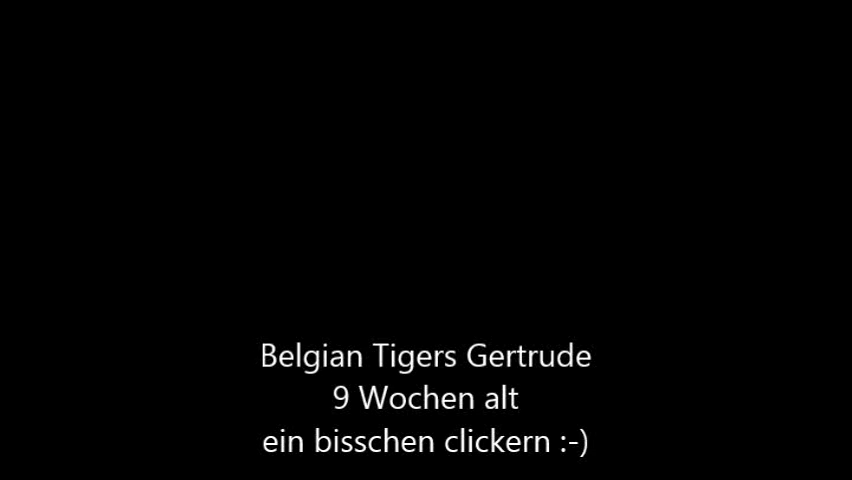 Belgian Tigers Gertrude
9 Wochen alt
ein bisschen clickern :-)